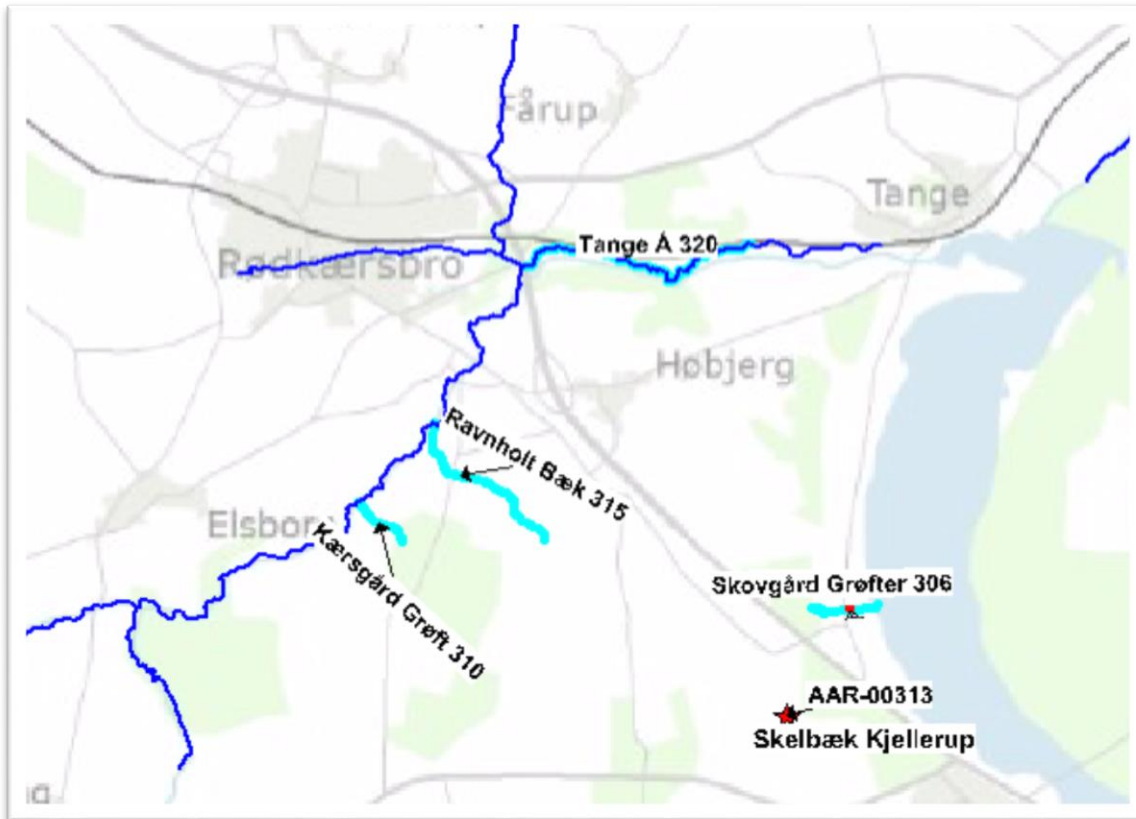 Fårup
Tange
Tange Å 320
Rødkærsbro
Høbjerg
Ravnholt Bæk 315
Elsborg
Kærsgård Grøft 310
Skovgård Grøfter 306
AAR-00313
Skelbæk Kjellerup